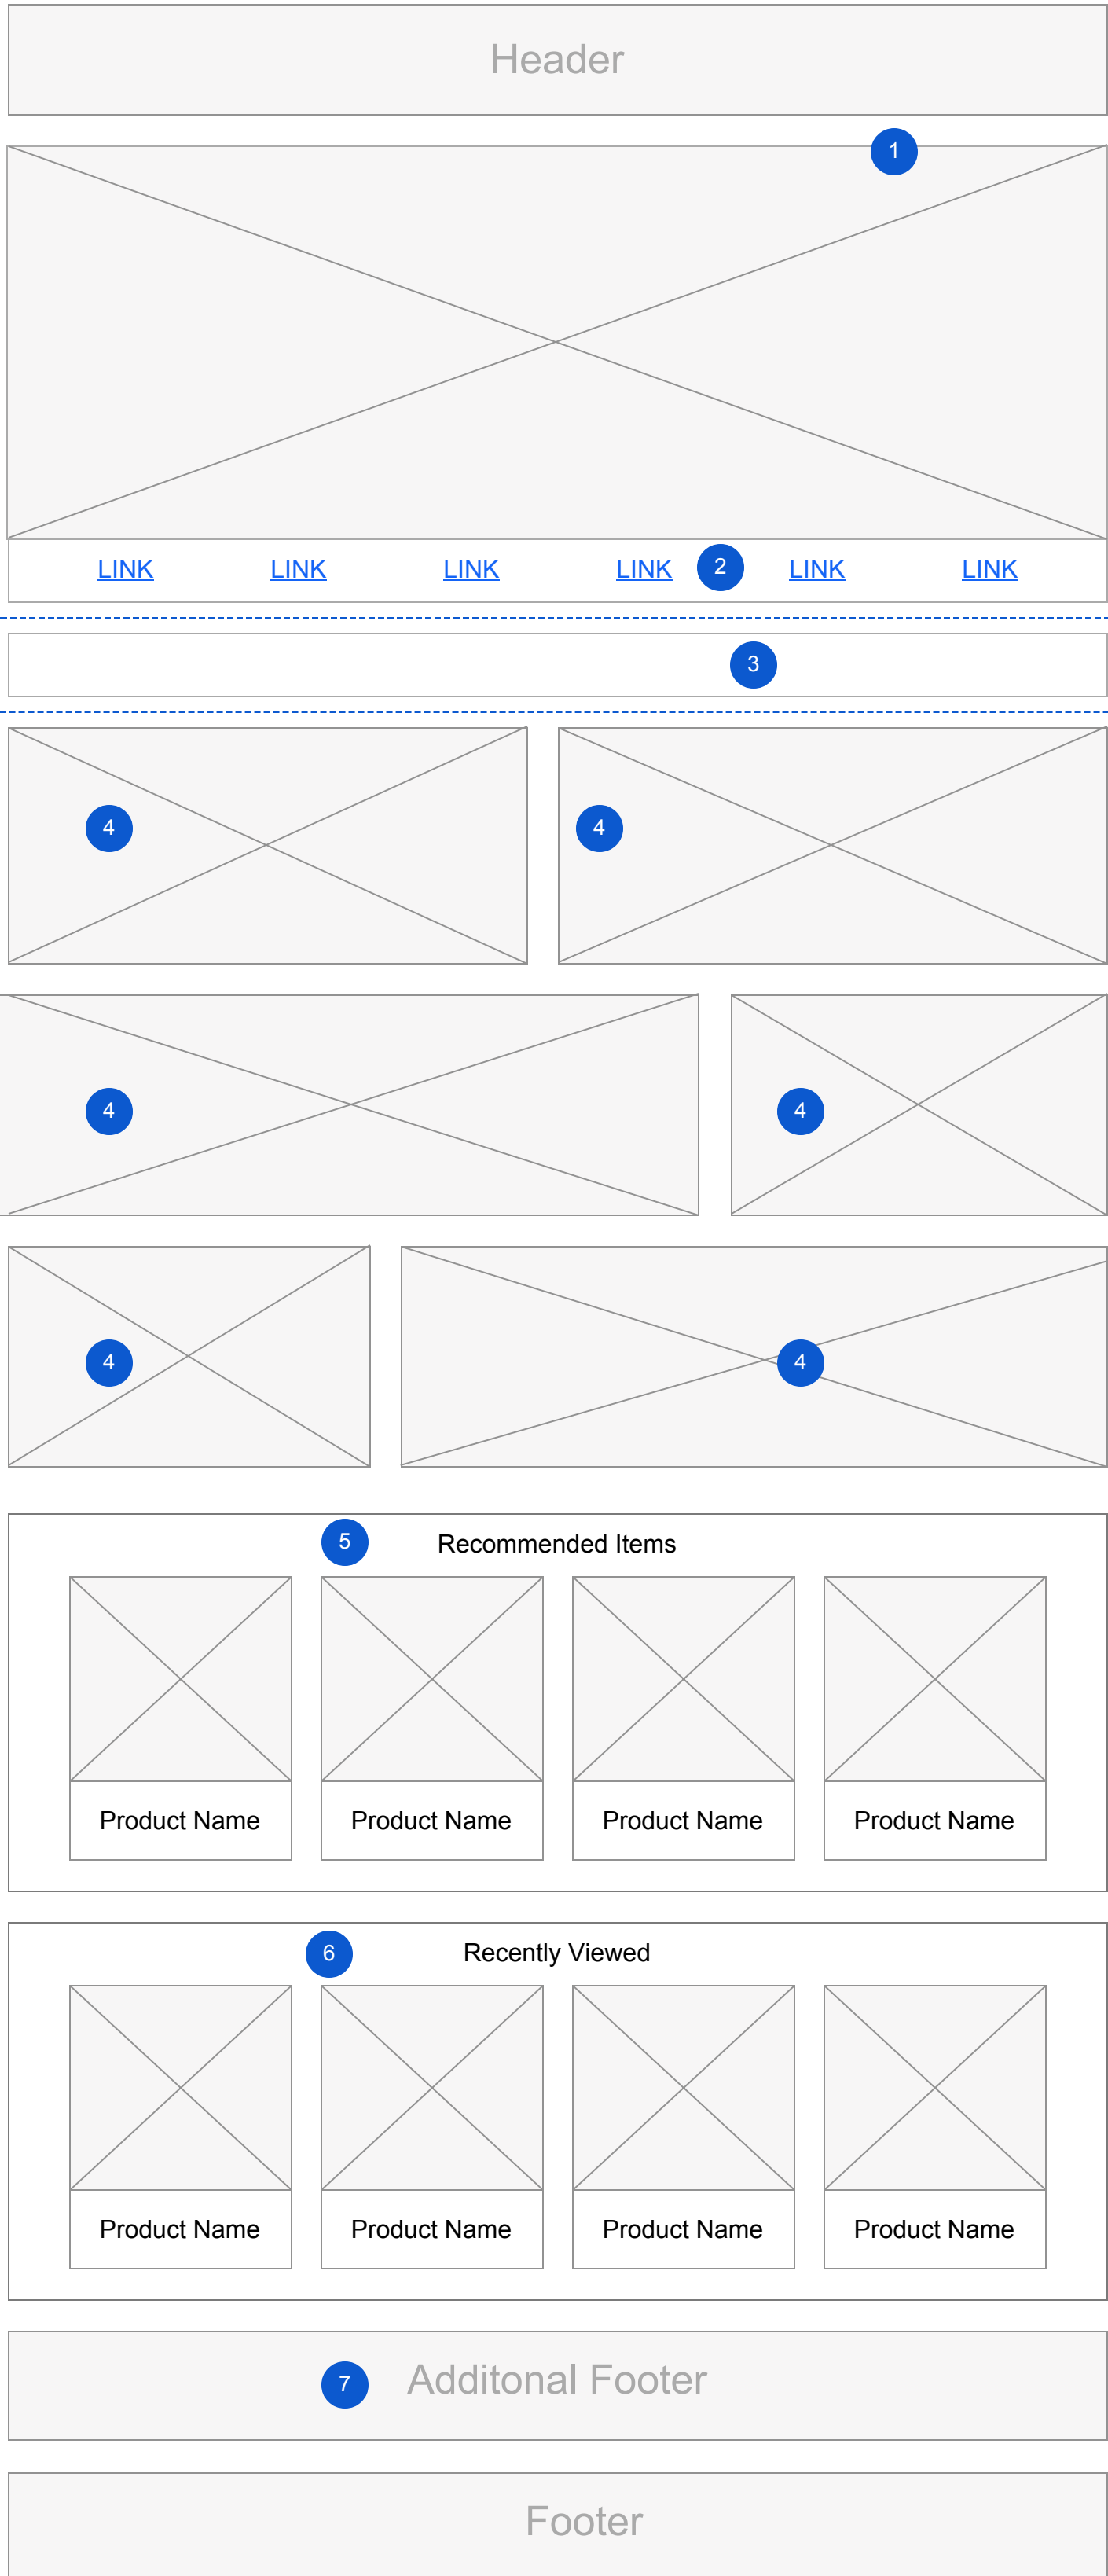 Header
1
LINK LINK LINK LINK 2 LINK LINK
3
4 4
4 4
4 4
5 Recommended Items
Product Name Product Name Product Name Product Name
6 Recently Viewed
Product Name Product Name Product Name Product Name
7 Additonal Footer
Footer